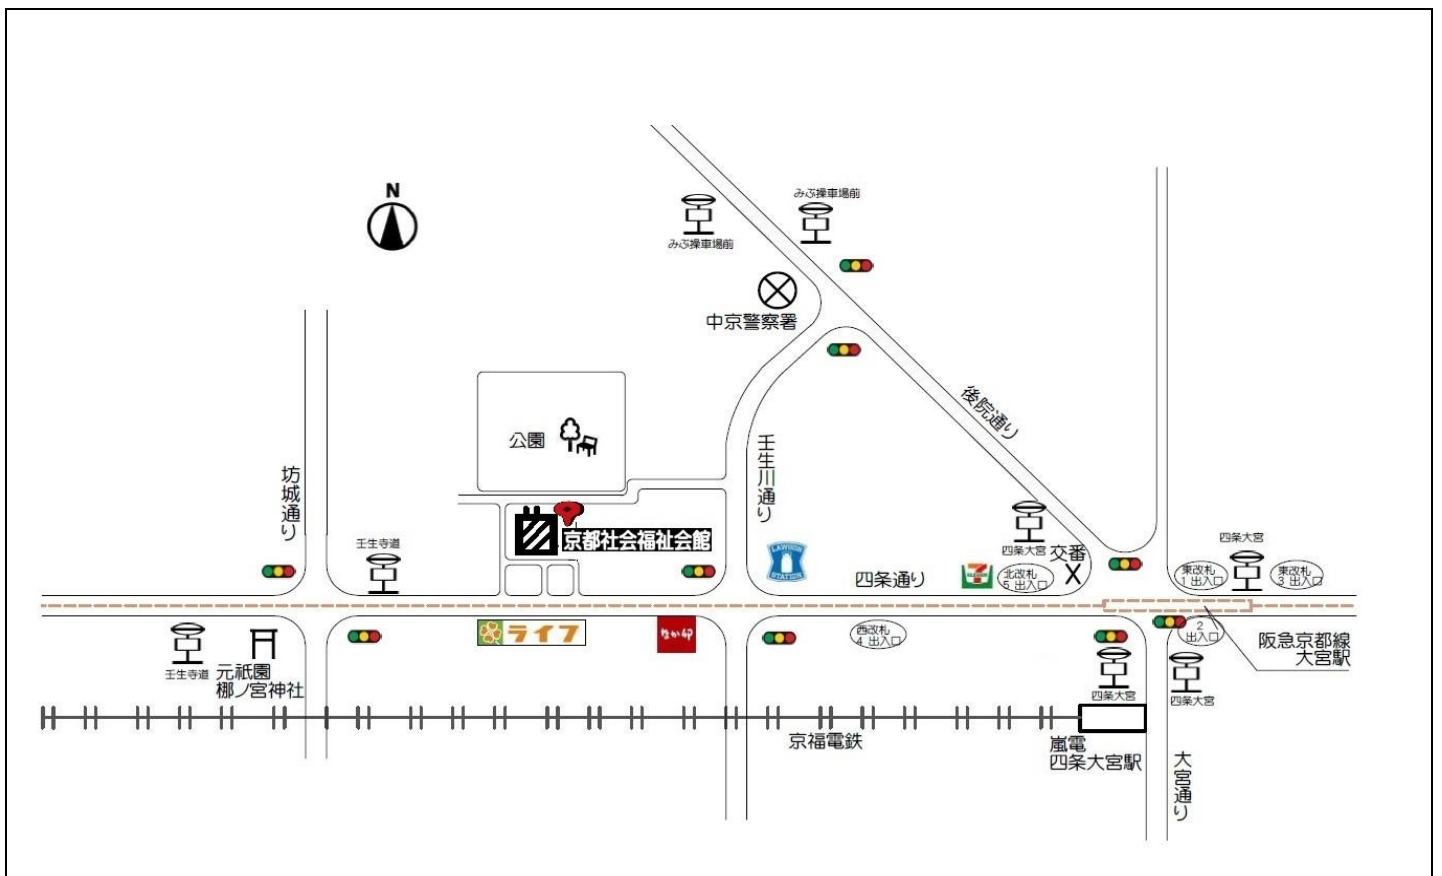 N
みぶ操車場前
みぶ操車場前
中京警察署
後院通り
公園
壬生川通り
坊城通り
京都社会福祉会館
壬生寺道
LAWSON
STATION
四条通り
四条大宮
交番
北改札
5 出入口
四条大宮
東改札
1 出入口
東改札
3 出入口
ライフ
なか卯
西改札
4 出入口
2
出入口
阪急京都線
大宮駅
壬生寺道
元祇園
梛ノ宮神社
四条大宮
四条大宮
京福電鉄
嵐電
四条大宮駅
大宮通り